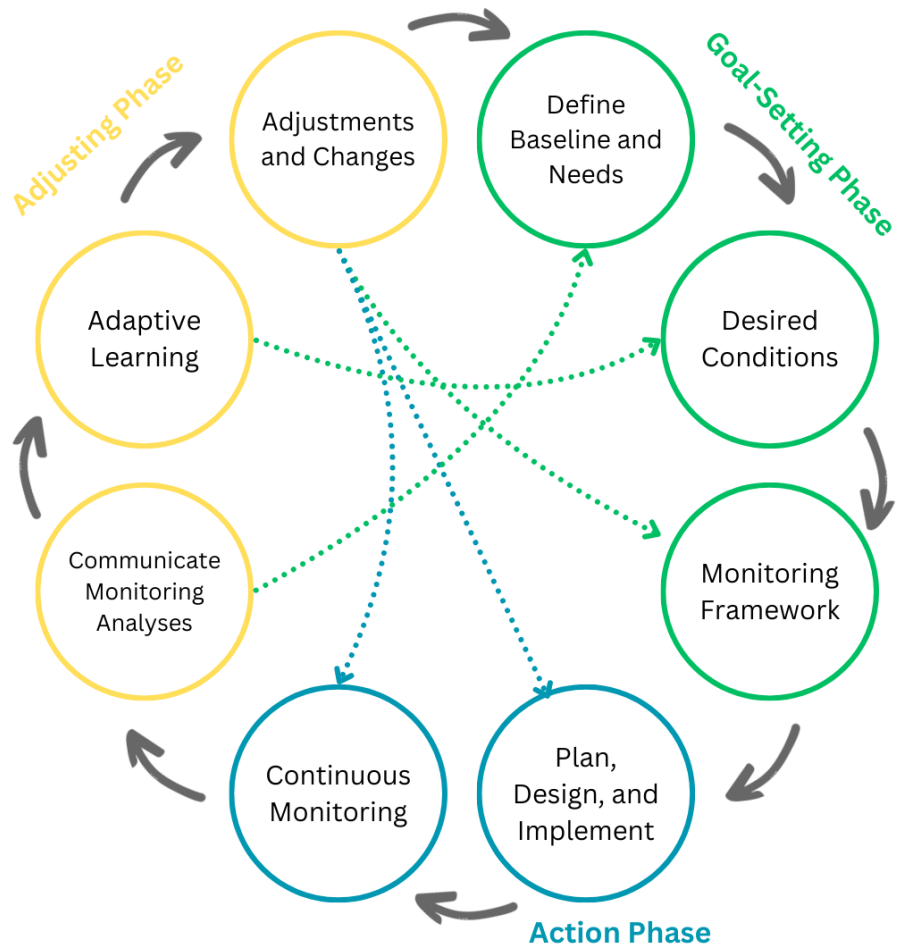 Adjusting Phase
Goal-Setting Phase
Adjustments
and Changes
Define
Baseline and
Needs
Adaptive
Learning
Desired
Conditions
Communicate
Monitoring
Analyses
Monitoring
Framework
Continuous
Monitoring
Plan,
Design, and
Implement
Action Phase